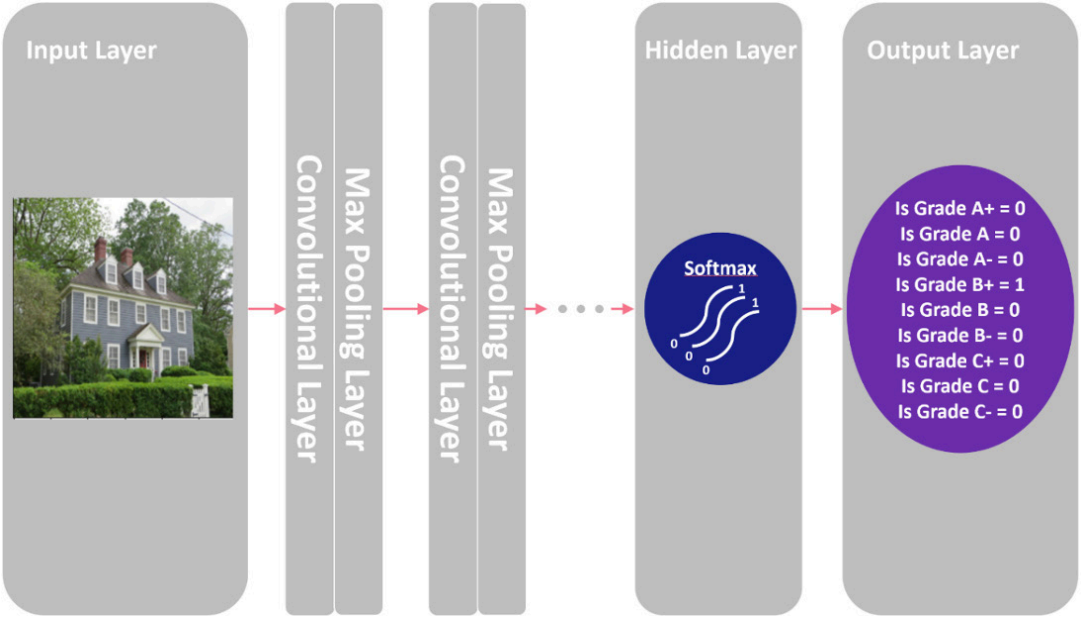 Input Layer
Convolutional Layer
Max Pooling Layer
Convolutional Layer
Max Pooling Layer
Hidden Layer
Softmax
1
1
0
0
0
Output Layer
Is Grade A+ = 0
Is Grade A = 0
Is Grade A- = 0
Is Grade B+ = 1
Is Grade B = 0
Is Grade B- = 0
Is Grade C+ = 0
Is Grade C = 0
Is Grade C- = 0